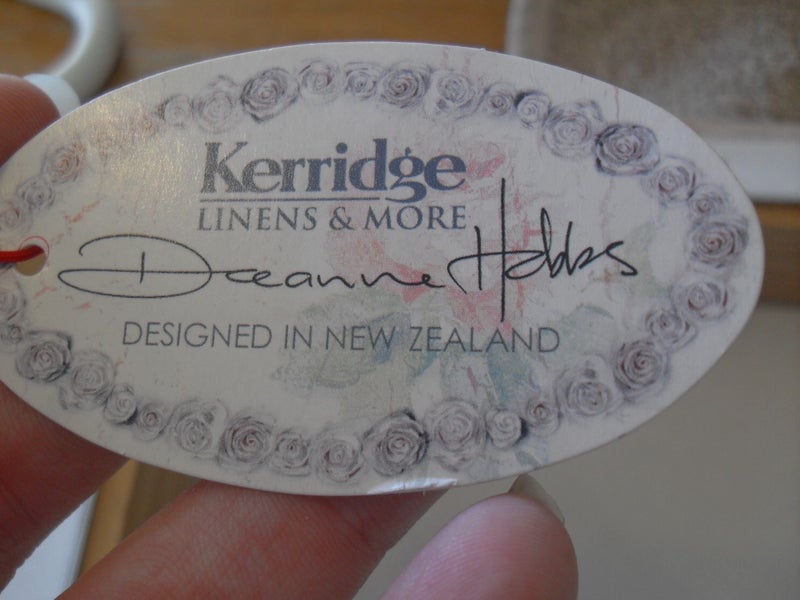 Kerridge
LINENS & MORE
Deanne Hobbs
DESIGNED IN NEW ZEALAND